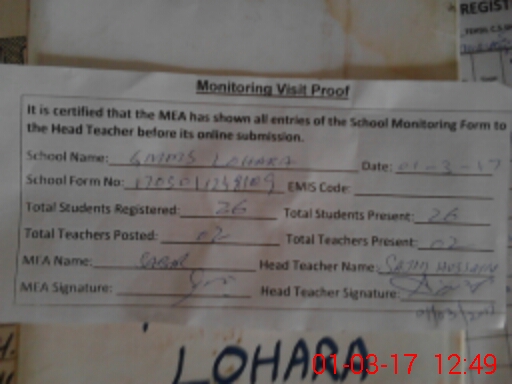 REGIST
Monitoring Visit Proof
It is certified that the MEA has shown all entries of the School Monitoring Form to
the Head Teacher before its online submission.
School Name: GMMS LOHARA Date: 01-3-17
School Form No: EMIS Code:
Total Students Registered: 26 Total Students Present: 26
Total Teachers Posted: 02 Total Teachers Present: 02
MEA Name: Head Teacher Name: HUSSAIN
MEA Signature: Head Teacher Signature:
LOHARA
01-03-17 12:49